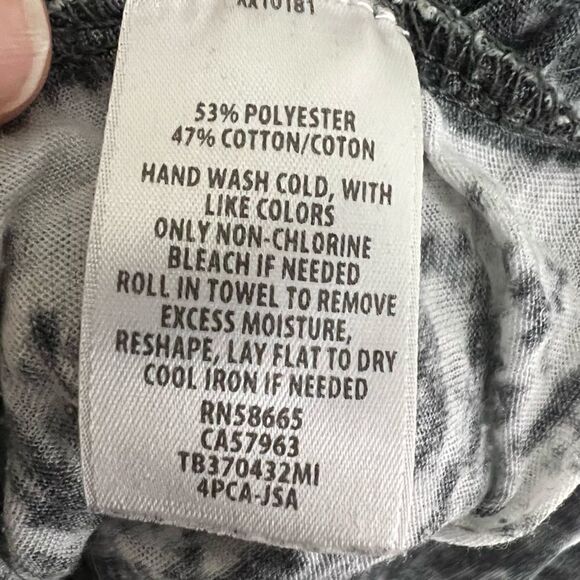 XX10181
53% POLYESTER
47% COTTON/COTON
HAND WASH COLD, WITH
LIKE COLORS
ONLY NON-CHLORINE
BLEACH IF NEEDED
ROLL IN TOWEL TO REMOVE
EXCESS MOISTURE,
RESHAPE, LAY FLAT TO DRY
COOL IRON IF NEEDED
RN58665
CA57963
TB370432MI
4PCA-JSA